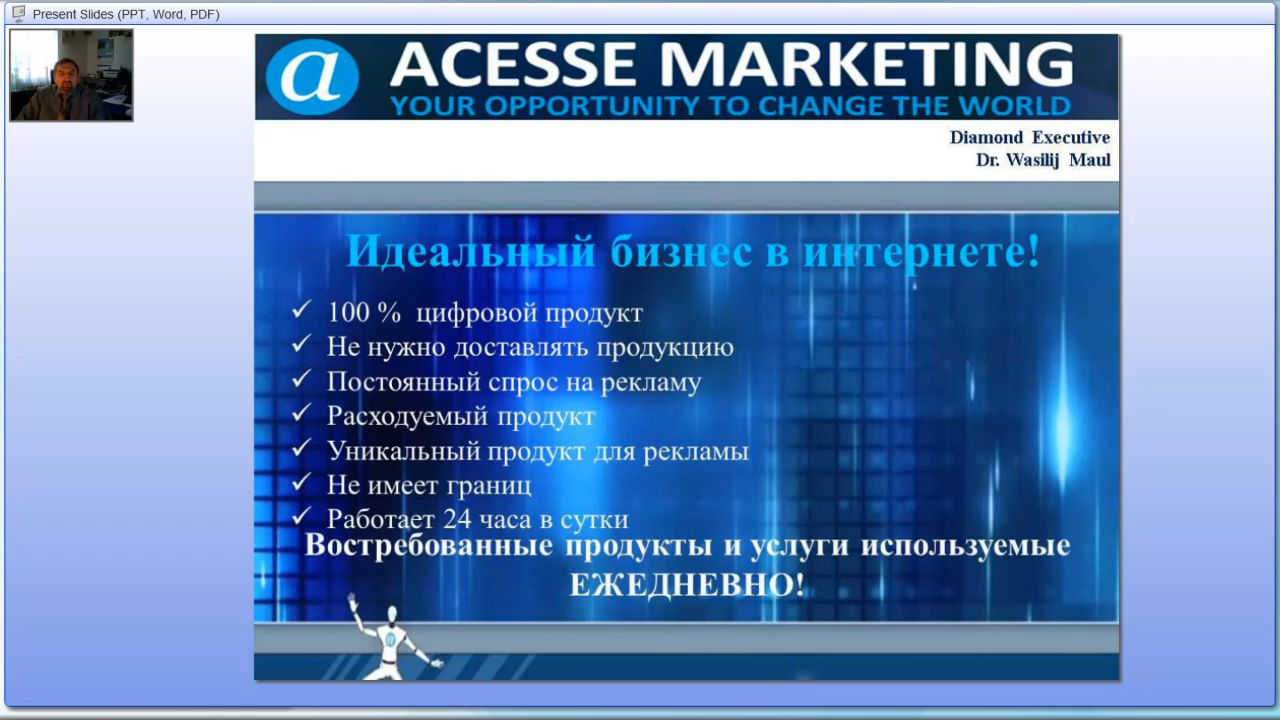 Present Slides (PPT, Word, PDF)
a ACESSE MARKETING
YOUR OPPORTUNITY TO CHANGE THE WORLD
Diamond Executive
Dr. Wasilij Maul
Идеальный бизнес в интернете!
✓ 100 % цифровой продукт
✓ Не нужно доставлять продукцию
✓ Постоянный спрос на рекламу
✓ Расходуемый продукт
✓ Уникальный продукт для рекламы
✓ Не имеет границ
✓ Работает 24 часа в сутки
Востребованные продукты и услуги используемые
ЕЖЕДНЕВНО!